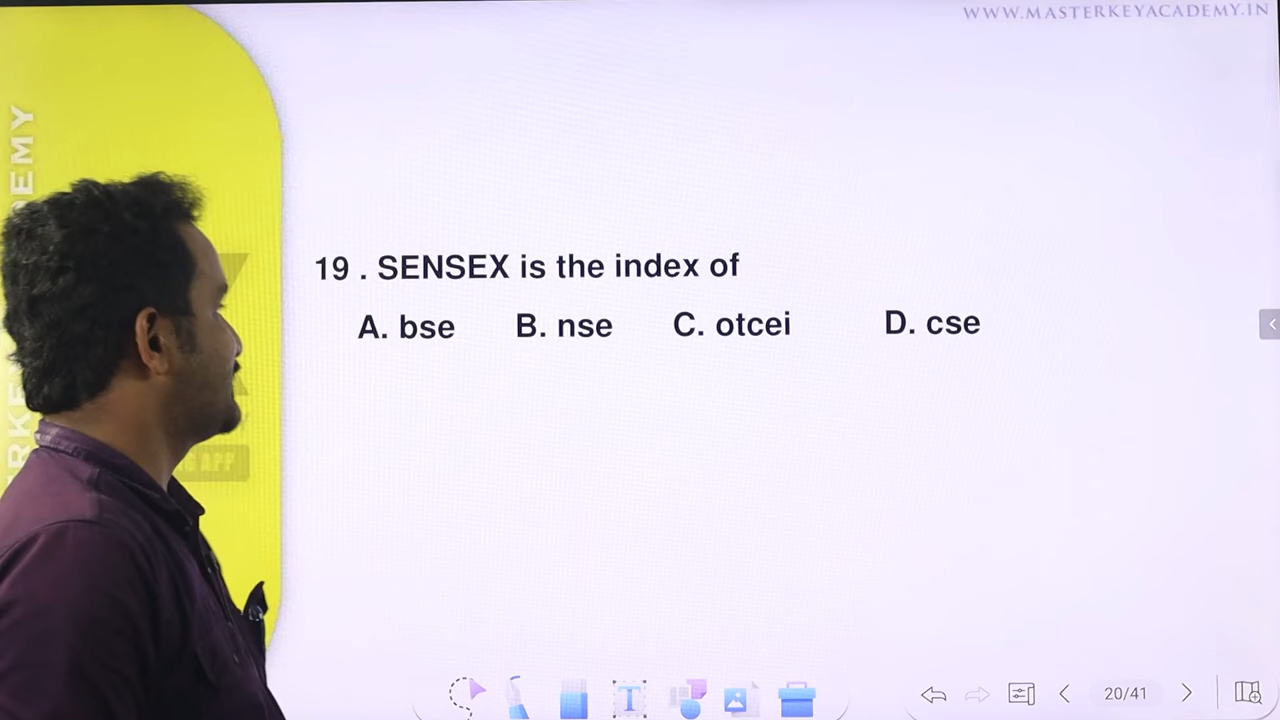 WWW.MASTERKEYACADEMY.IN
19 . SENSEX is the index of
A. bse B. nse C. otcei D. cse
20/41